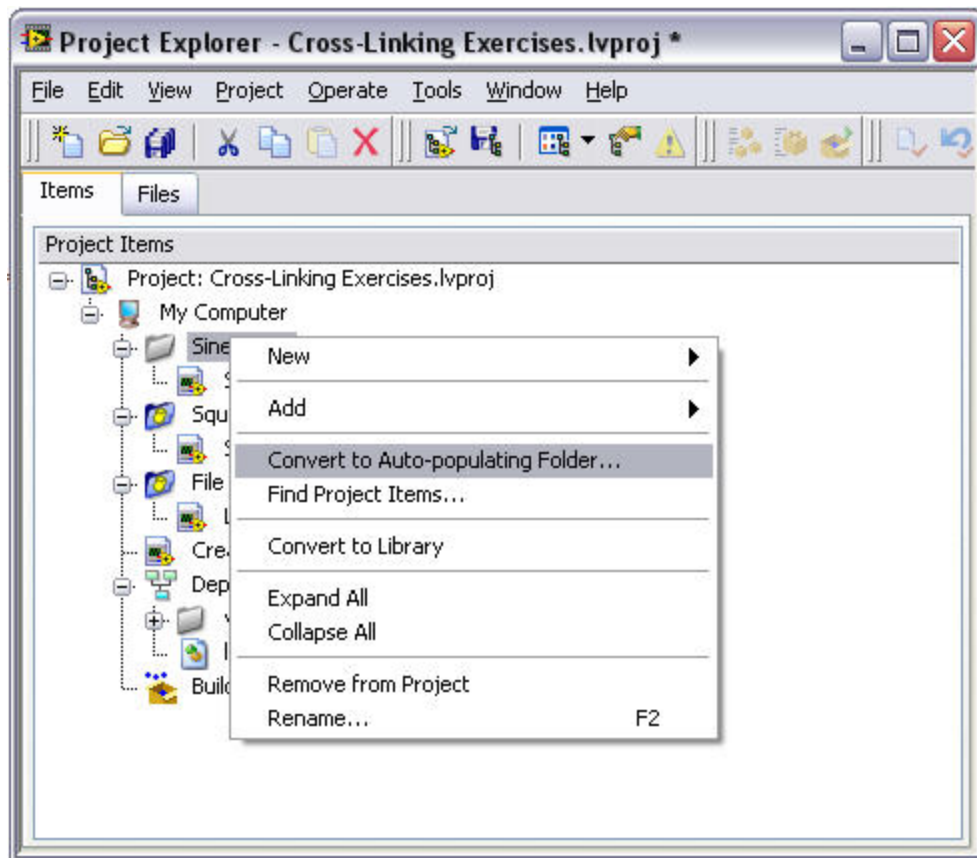 Project Explorer - Cross-Linking Exercises.lvproj *
File Edit View Project Operate Tools Window Help
Items Files
Project Items
Project: Cross-Linking Exercises.lvproj
My Computer
Sine
New
Add
Squ
Convert to Auto-populating Folder...
File
Find Project Items...
Cre
Convert to Library
Dep
Expand All
Collapse All
Buil
Remove from Project
Rename... F2